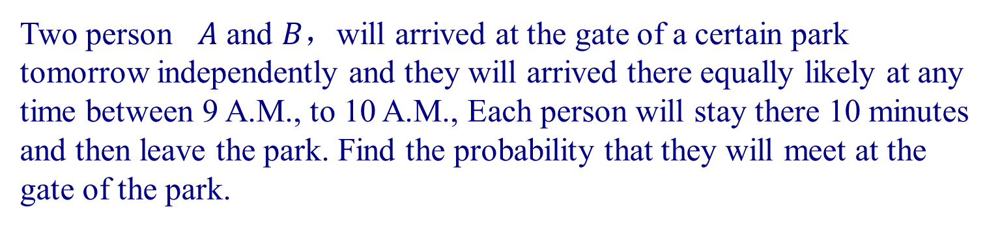 Two person A and B，will arrived at the gate of a certain park
tomorrow independently and they will arrived there equally likely at any
time between 9 A.M., to 10 A.M., Each person will stay there 10 minutes
and then leave the park. Find the probability that they will meet at the
gate of the park.